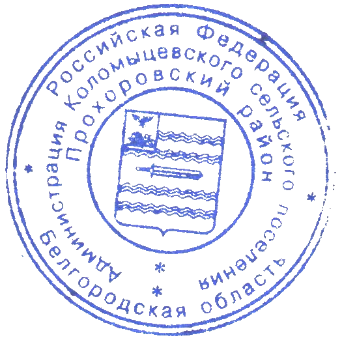 Российская Федерация
Белгородская область
Администрация Коломыцевского сельского поселения
Прохоровский район